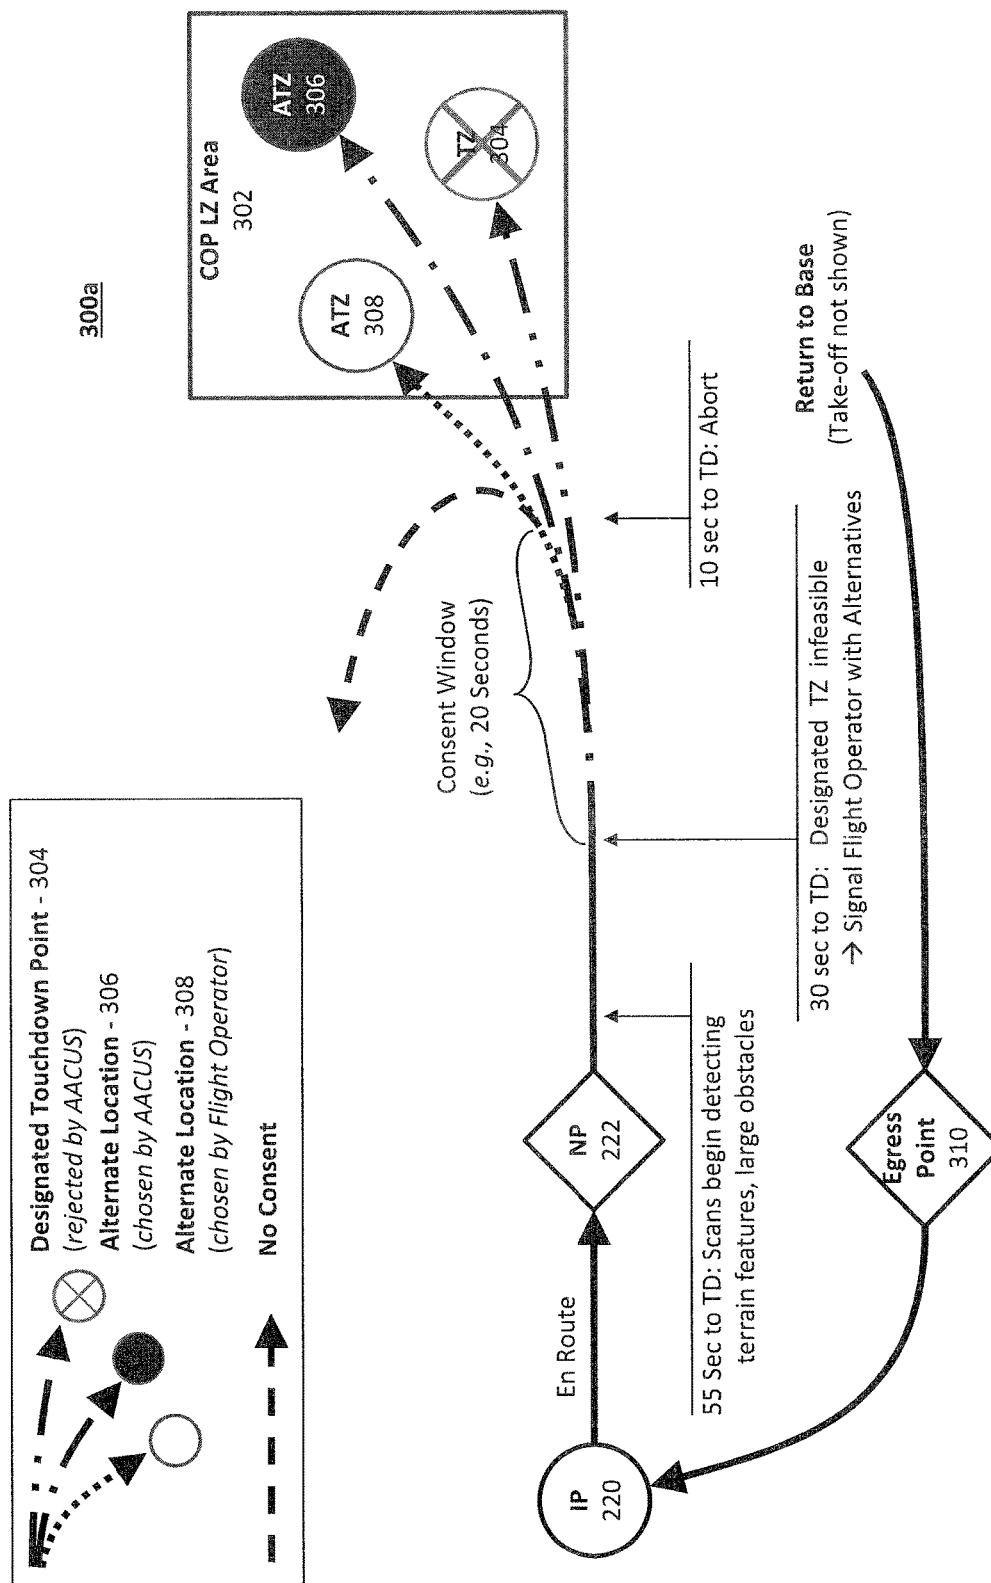 300a
Designated Touchdown Point - 304
(rejected by AACUS)
Alternate Location - 306
(chosen by AACUS)
Alternate Location - 308
(chosen by Flight Operator)
No Consent
COP LZ Area
302
ATZ
306
ATZ
308
TZ
304
Consent Window
(e.g., 20 Seconds)
En Route
IP
220
NP
222
10 sec to TD: Abort
55 Sec to TD: Scans begin detecting
terrain features, large obstacles
30 sec to TD: Designated TZ infeasible
→ Signal Flight Operator with Alternatives
Return to Base
(Take-off not shown)
Egress
Point
310